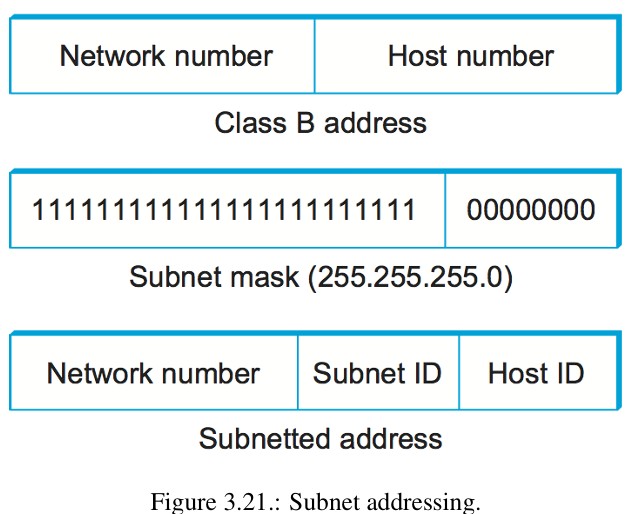 Network number Host number
Class B address
111111111111111111111111 00000000
Subnet mask (255.255.255.0)
Network number Subnet ID Host ID
Subnetted address
Figure 3.21.: Subnet addressing.